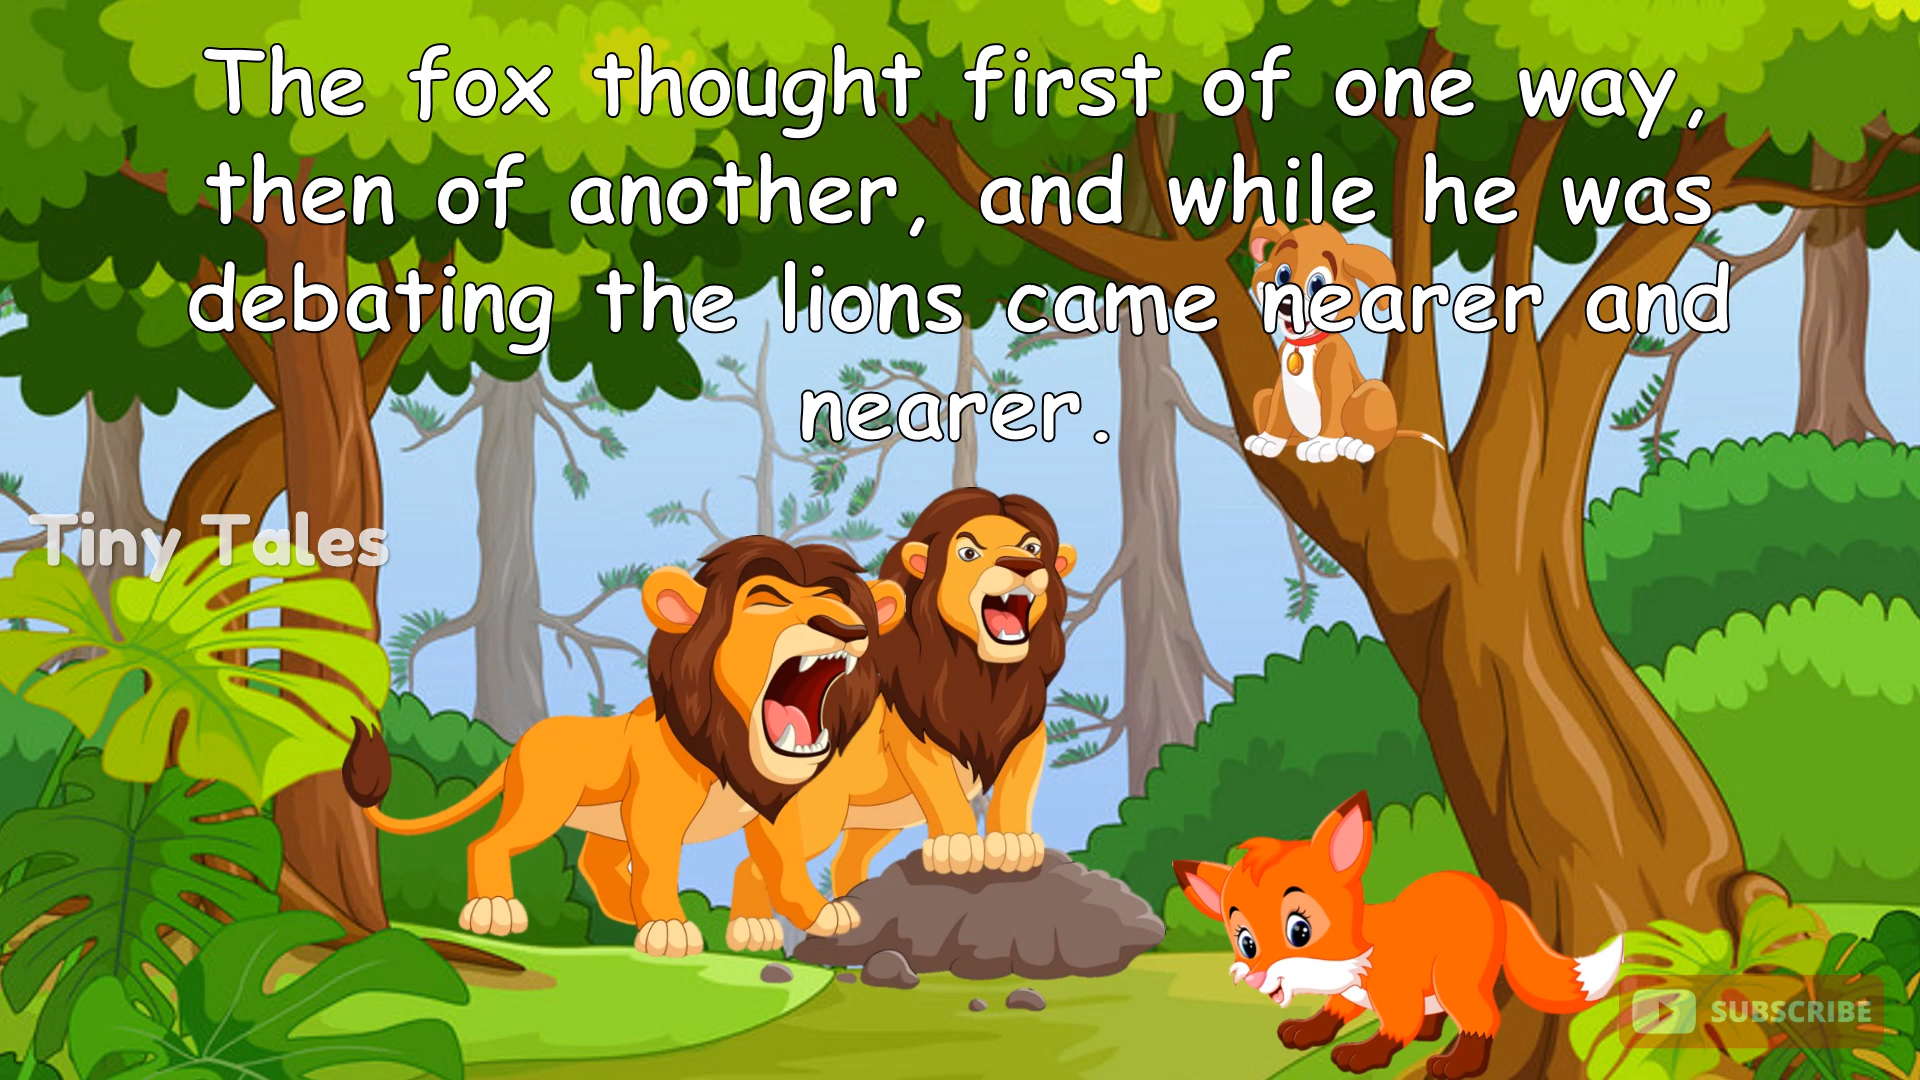 The fox thought first of one way,
then of another, and while he was
debating the lions came nearer and
nearer.
Tiny Tales
SUBSCRIBE